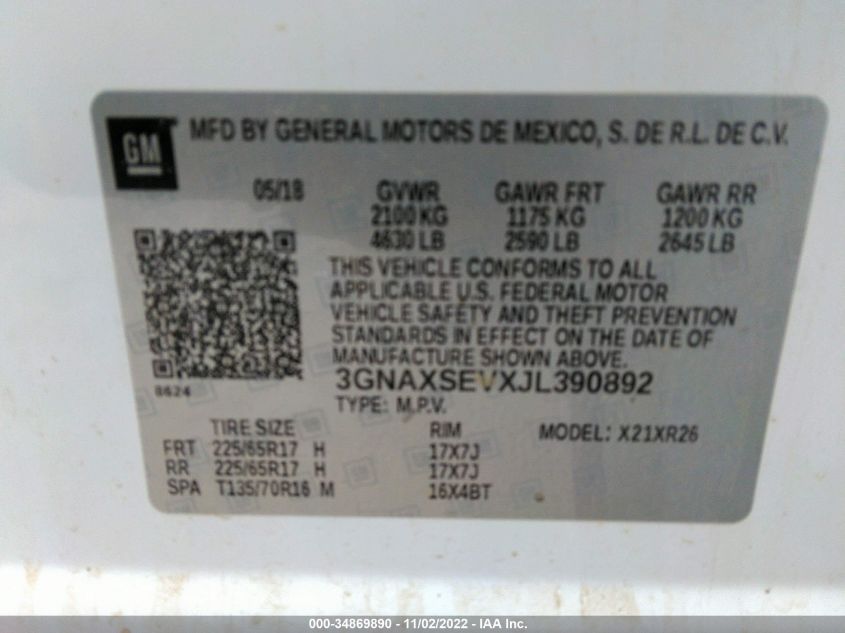 GM MFD BY GENERAL MOTORS DE MEXICO, S. DE R.L. DE C.V.
05/18 GVWR GAWR FRT GAWR RR
2100 KG 1175 KG 1200 KG
4630 LB 2590 LB 2645 LB
THIS VEHICLE CONFORMS TO ALL
APPLICABLE U.S. FEDERAL MOTOR
VEHICLE SAFETY AND THEFT PREVENTION
STANDARDS IN EFFECT ON THE DATE OF
MANUFACTURE SHOWN ABOVE.
3GNAXSEVXJL390892
8624
TYPE: M.P.V.
TIRE SIZE RIM MODEL: X21XR26
FRT 225/65R17 H 17X7J
RR 225/65R17 H 17X7J
SPA T135/70R16 M 16X4BT
000-34869890 - 11/02/2022 - IAA Inc.